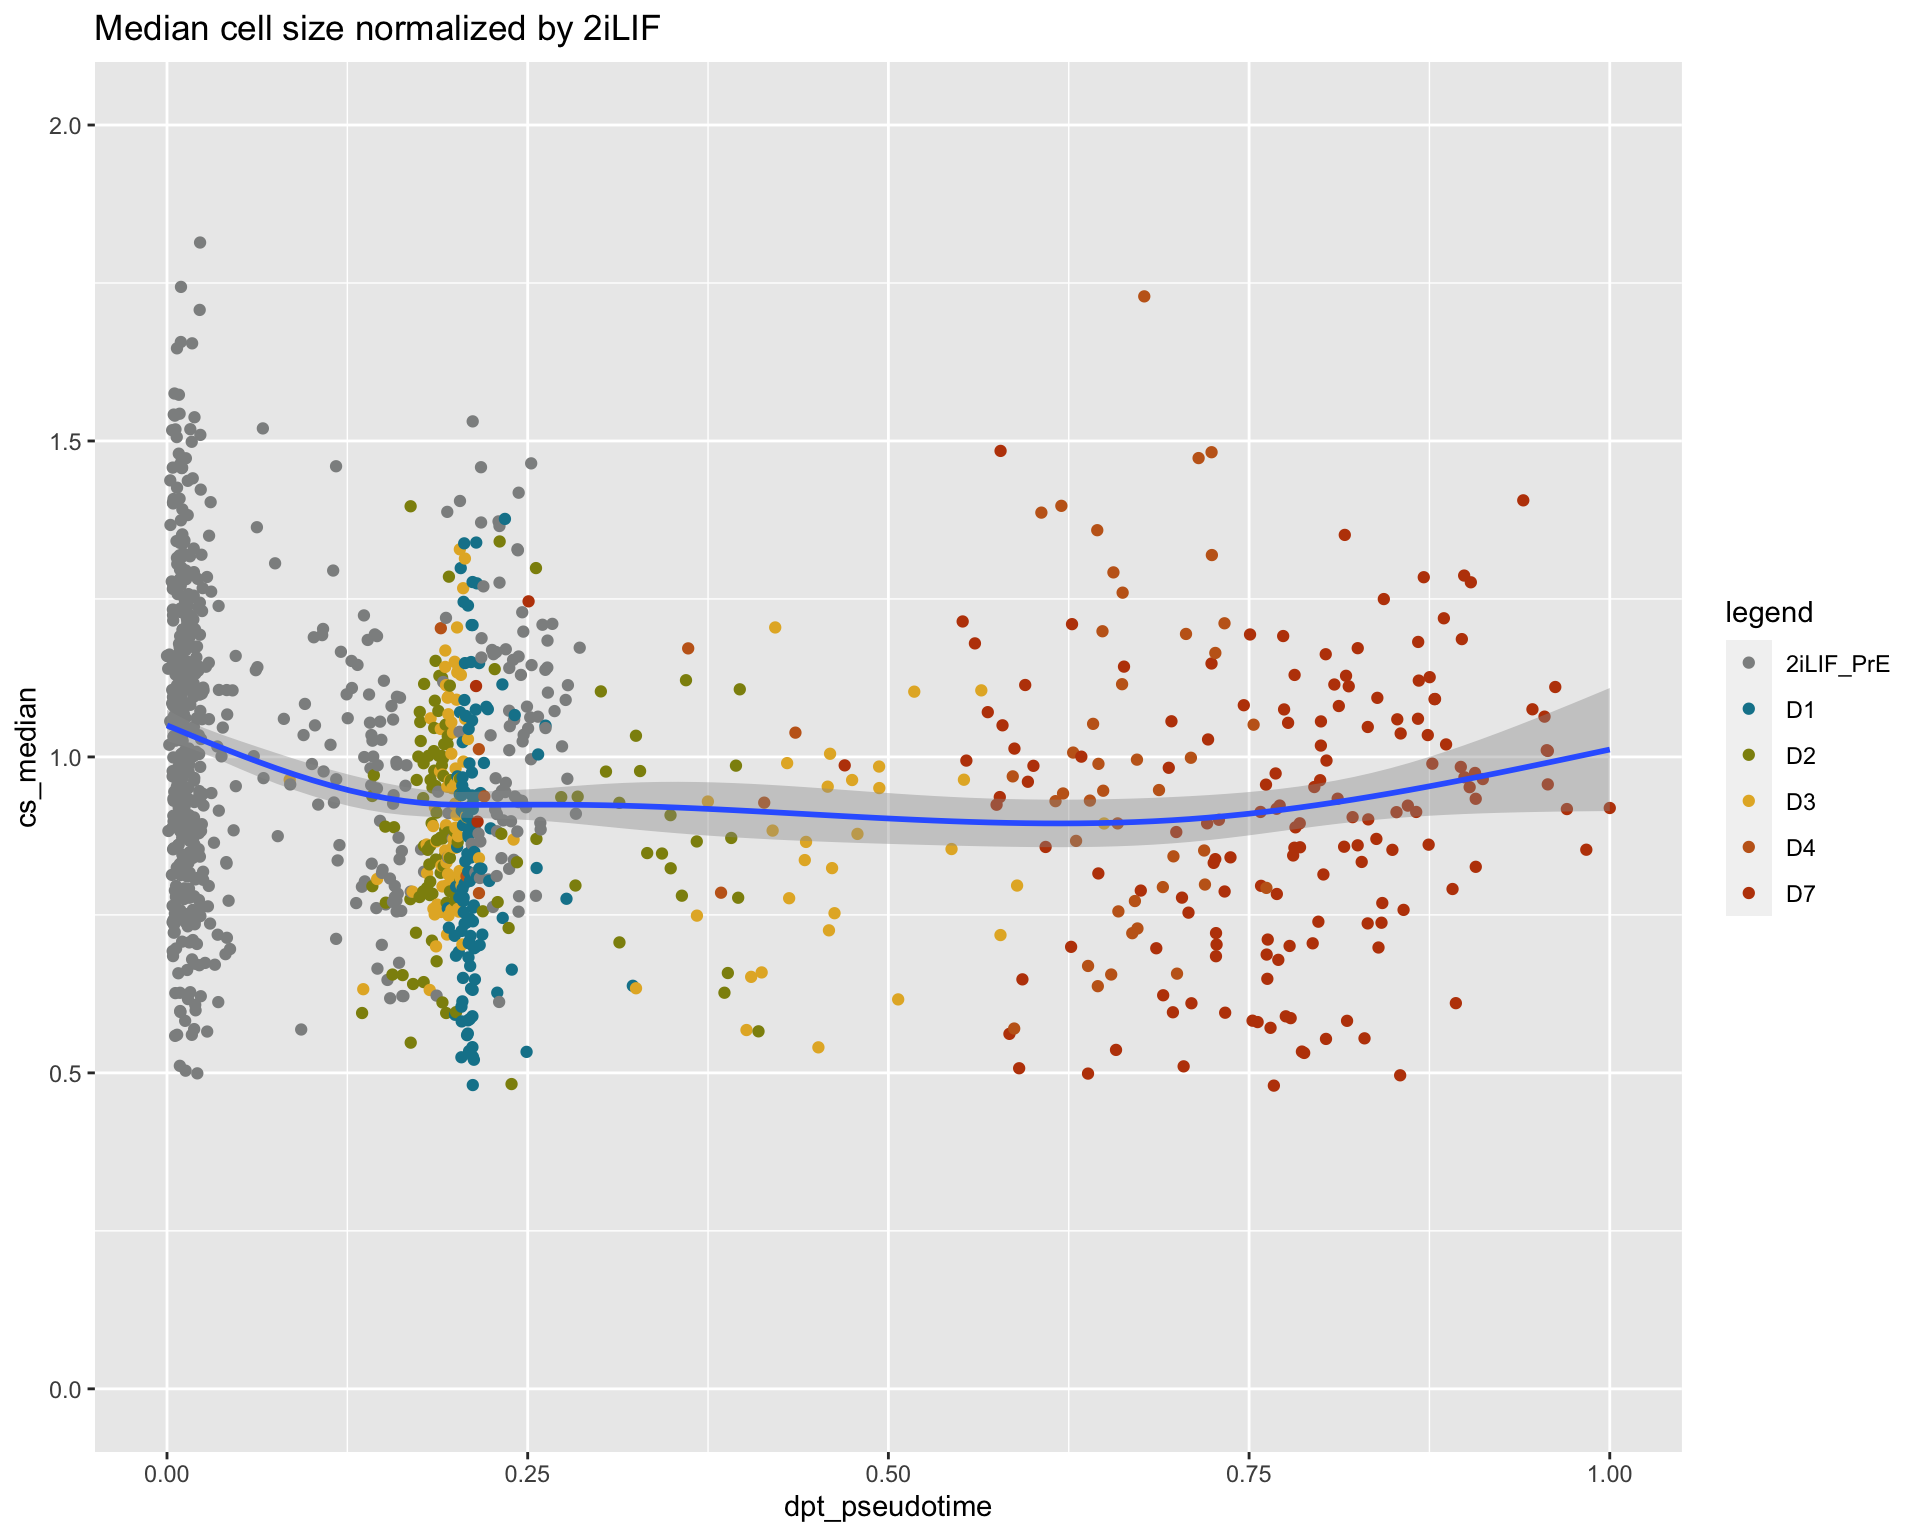 Median cell size normalized by 2iLIF
2.0
1.5
1.0
0.5
0.0
cs_median
0.00
0.25
0.50
0.75
1.00
dpt_pseudotime
legend
2iLIF_PrE
D1
D2
D3
D4
D7